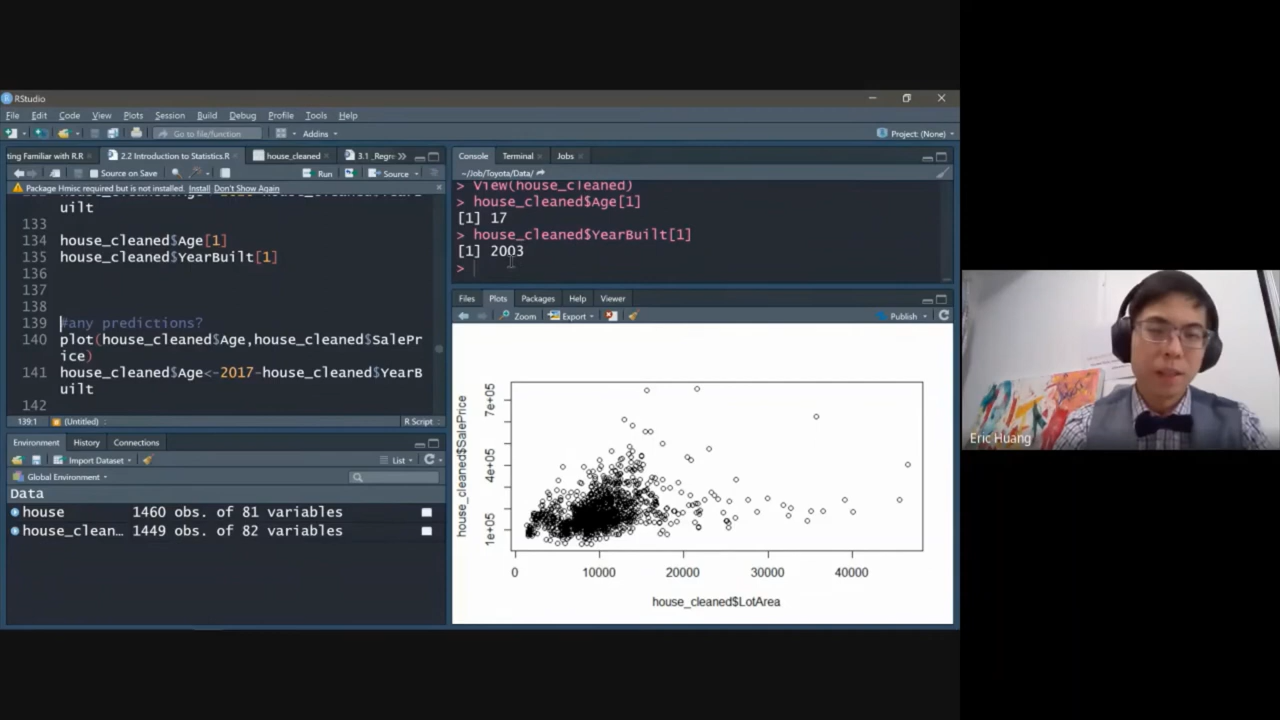 RStudio
File Edit Code View Plots Session Build Debug Profile Tools Help
Go to file/function
Addins
Project: (None)
ting Familiar with R.R
2.2 Introduction to Statistics.R
house_cleaned
3.1 _Regre
Source on Save
Run
Source
Package Hmisc required but is not installed. Install Don't Show Again
uilt
133
134 house_cleaned$Age[1]
135 house_cleaned$YearBuilt[1]
136
137
138
139 #any predictions?
140 plot(house_cleaned$Age,house_cleaned$SalePr
ice)
141 house_cleaned$Age<-2017-house_cleaned$YearB
uilt
142
139:1 (Untitled) R Script
Environment History Connections
Import Dataset
List
Global Environment
Data
house 1460 obs. of 81 variables
house_clean… 1449 obs. of 82 variables
Console Terminal Jobs
~/Job/Toyota/Data/
> View(house_cleaned)
> house_cleaned$Age[1]
[1] 17
> house_cleaned$YearBuilt[1]
[1] 2003
>
Files Plots Packages Help Viewer
Zoom Export Publish
house_cleaned$SalePrice
7e+05
4e+05
1e+05
0 10000 20000 30000 40000
house_cleaned$LotArea
Eric Huang